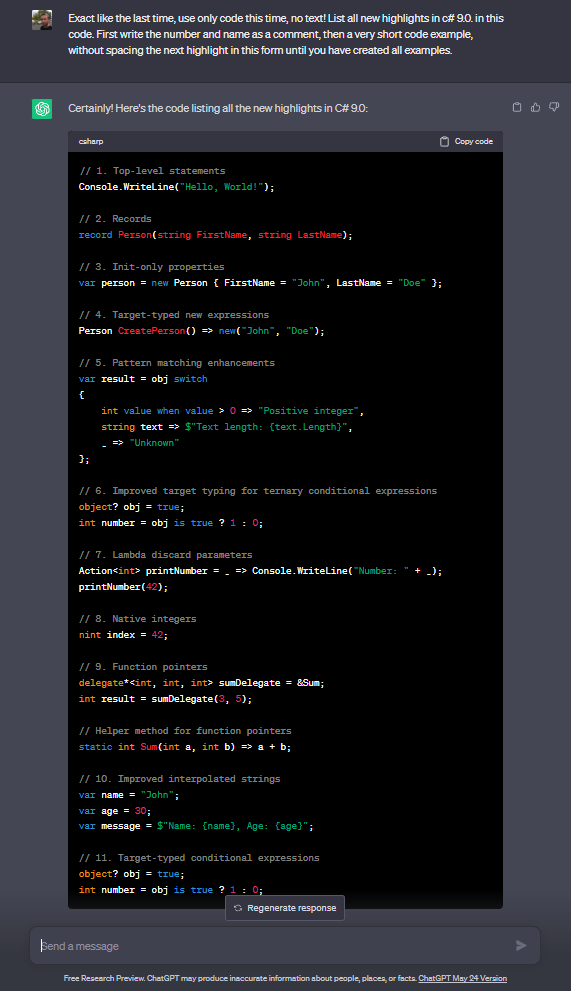 Exact like the last time, use only code this time, no text! List all new highlights in c# 9.0. in this
code. First write the number and name as a comment, then a very short code example,
without spacing the next highlight in this form until you have created all examples.
Certainly! Here's the code listing all the new highlights in C# 9.0:
csharp
Copy code
// 1. Top-level statements
Console.WriteLine("Hello, World!");
// 2. Records
record Person(string FirstName, string LastName);
// 3. Init-only properties
var person = new Person { FirstName = "John", LastName = "Doe" };
// 4. Target-typed new expressions
Person CreatePerson() => new("John", "Doe");
// 5. Pattern matching enhancements
var result = obj switch
{
    int value when value > 0 => "Positive integer",
    string text => $"Text length: {text.Length}",
    _ => "Unknown"
};
// 6. Improved target typing for ternary conditional expressions
object? obj = true;
int number = obj is true ? 1 : 0;
// 7. Lambda discard parameters
Action<int> printNumber = _ => Console.WriteLine("Number: " + _);
printNumber(42);
// 8. Native integers
nint index = 42;
// 9. Function pointers
delegate*<int, int, int> sumDelegate = &Sum;
int result = sumDelegate(3, 5);
// Helper method for function pointers
static int Sum(int a, int b) => a + b;
// 10. Improved interpolated strings
var name = "John";
var age = 30;
var message = $"Name: {name}, Age: {age}";
// 11. Target-typed conditional expressions
object? obj = true;
int number = obj is true ? 1 : 0;
Regenerate response
Send a message
Free Research Preview. ChatGPT may produce inaccurate information about people, places, or facts. ChatGPT May 24 Version